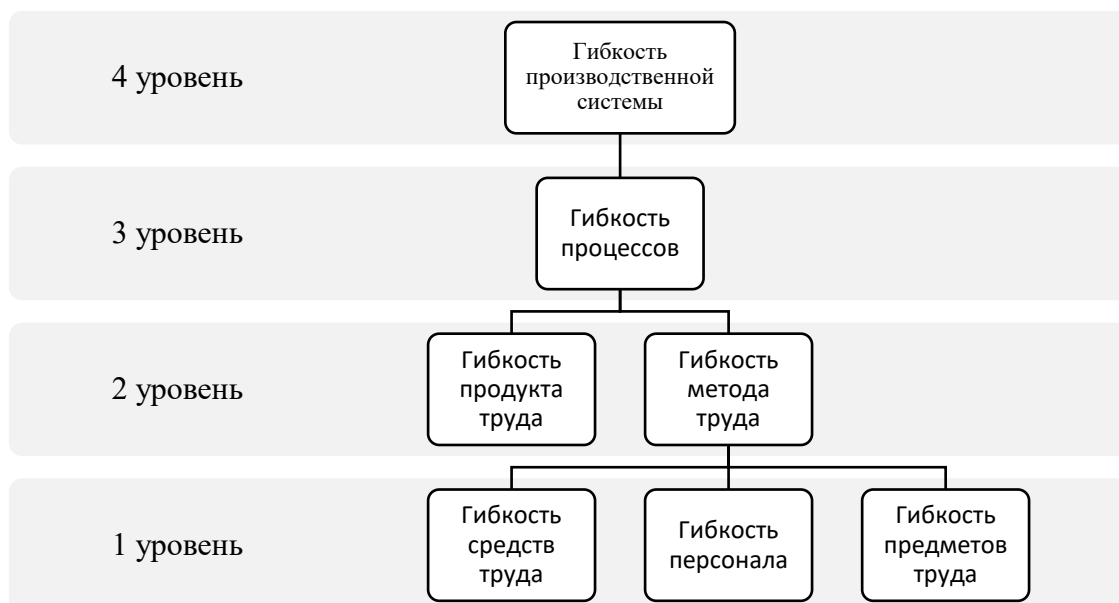 4 уровень
Гибкость
производственной
системы
3 уровень
Гибкость
процессов
2 уровень
Гибкость
продукта
труда
Гибкость
метода
труда
1 уровень
Гибкость
средств
труда
Гибкость
персонала
Гибкость
предметов
труда